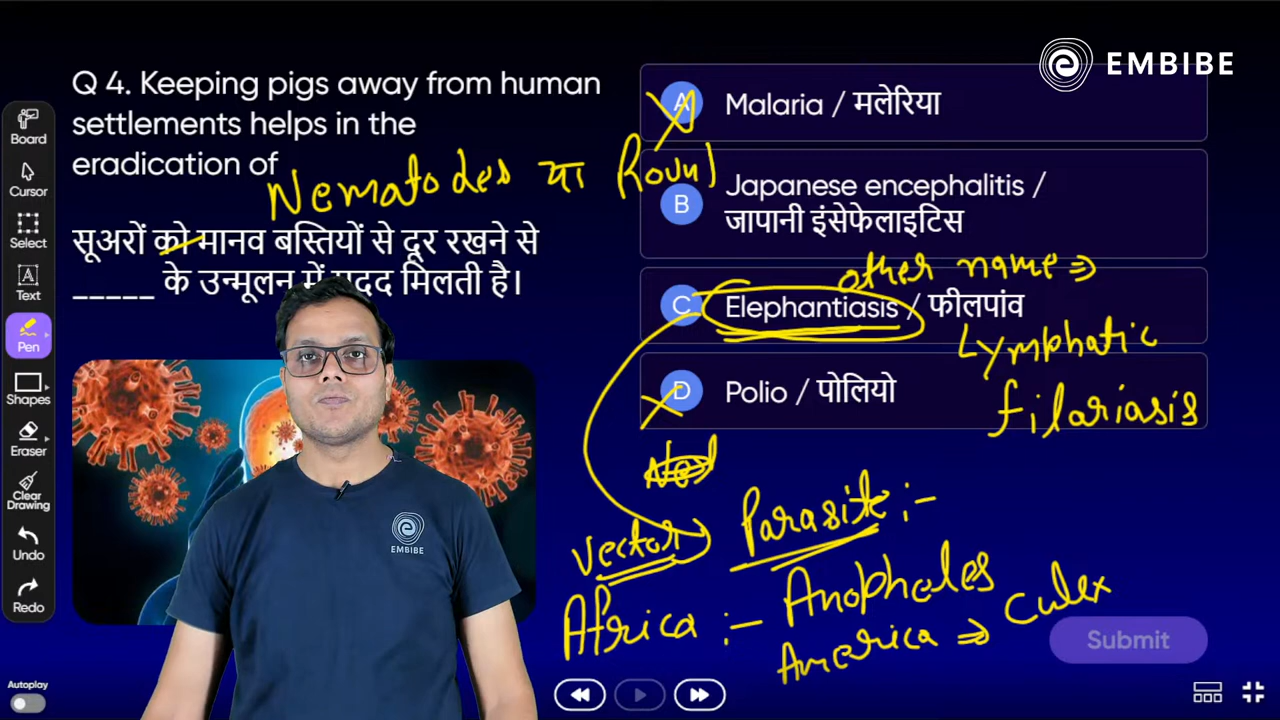 EMBIBE
Q 4. Keeping pigs away from human
settlements helps in the
eradication of
Nematodes या Roun
सूअरों को मानव बस्तियों से दूर रखने से
_____ के उन्मूलन में मदद मिलती है।
A Malaria / मलेरिया
B Japanese encephalitis /
जापानी इंसेफेलाइटिस
other name ⇒
C Elephantiasis / फीलपांव
Lymphatic
filariasis
D Polio / पोलियो
vector Parasite :-
Africa :- Anopheles
America ⇒ Culex
Submit
Board
Cursor
Select
Text
Pen
Shapes
Eraser
Clear
Drawing
Undo
Redo
Autoplay
EMBIBE